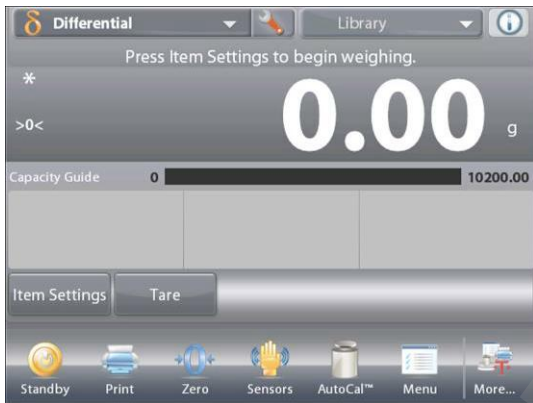 δ Differential Library
Press Item Settings to begin weighing.
*
>0< 0.00 g
Capacity Guide 0 10200.00
Item Settings Tare
Standby Print Zero Sensors AutoCal™ Menu More...